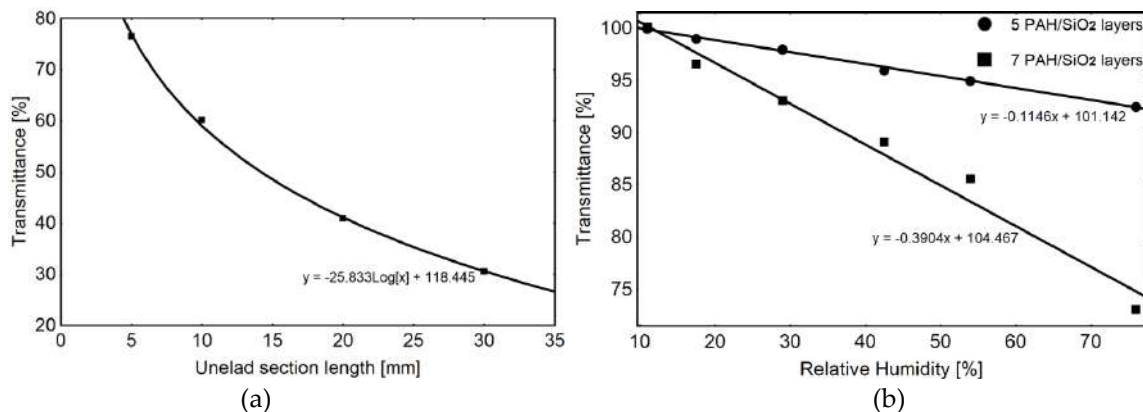 80
70
60
50
40
30
20
0
5
10
15
20
25
30
35
Transmittance [%]
Unelad section length [mm]
y = -25.833Log[x] + 118.445
(a)
100
95
90
85
80
75
10
20
30
40
50
60
70
Transmittance [%]
Relative Humidity [%]
5 PAH/SiO2 layers
7 PAH/SiO2 layers
y = -0.1146x + 101.142
y = -0.3904x + 104.467
(b)